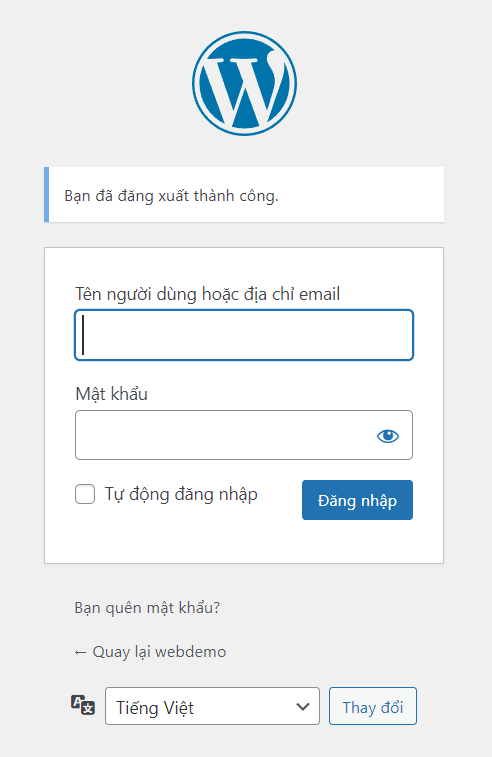 Bạn đã đăng xuất thành công.
Tên người dùng hoặc địa chỉ email
Mật khẩu
Tự động đăng nhập
Đăng nhập
Bạn quên mật khẩu?
← Quay lại webdemo
Tiếng Việt
Thay đổi